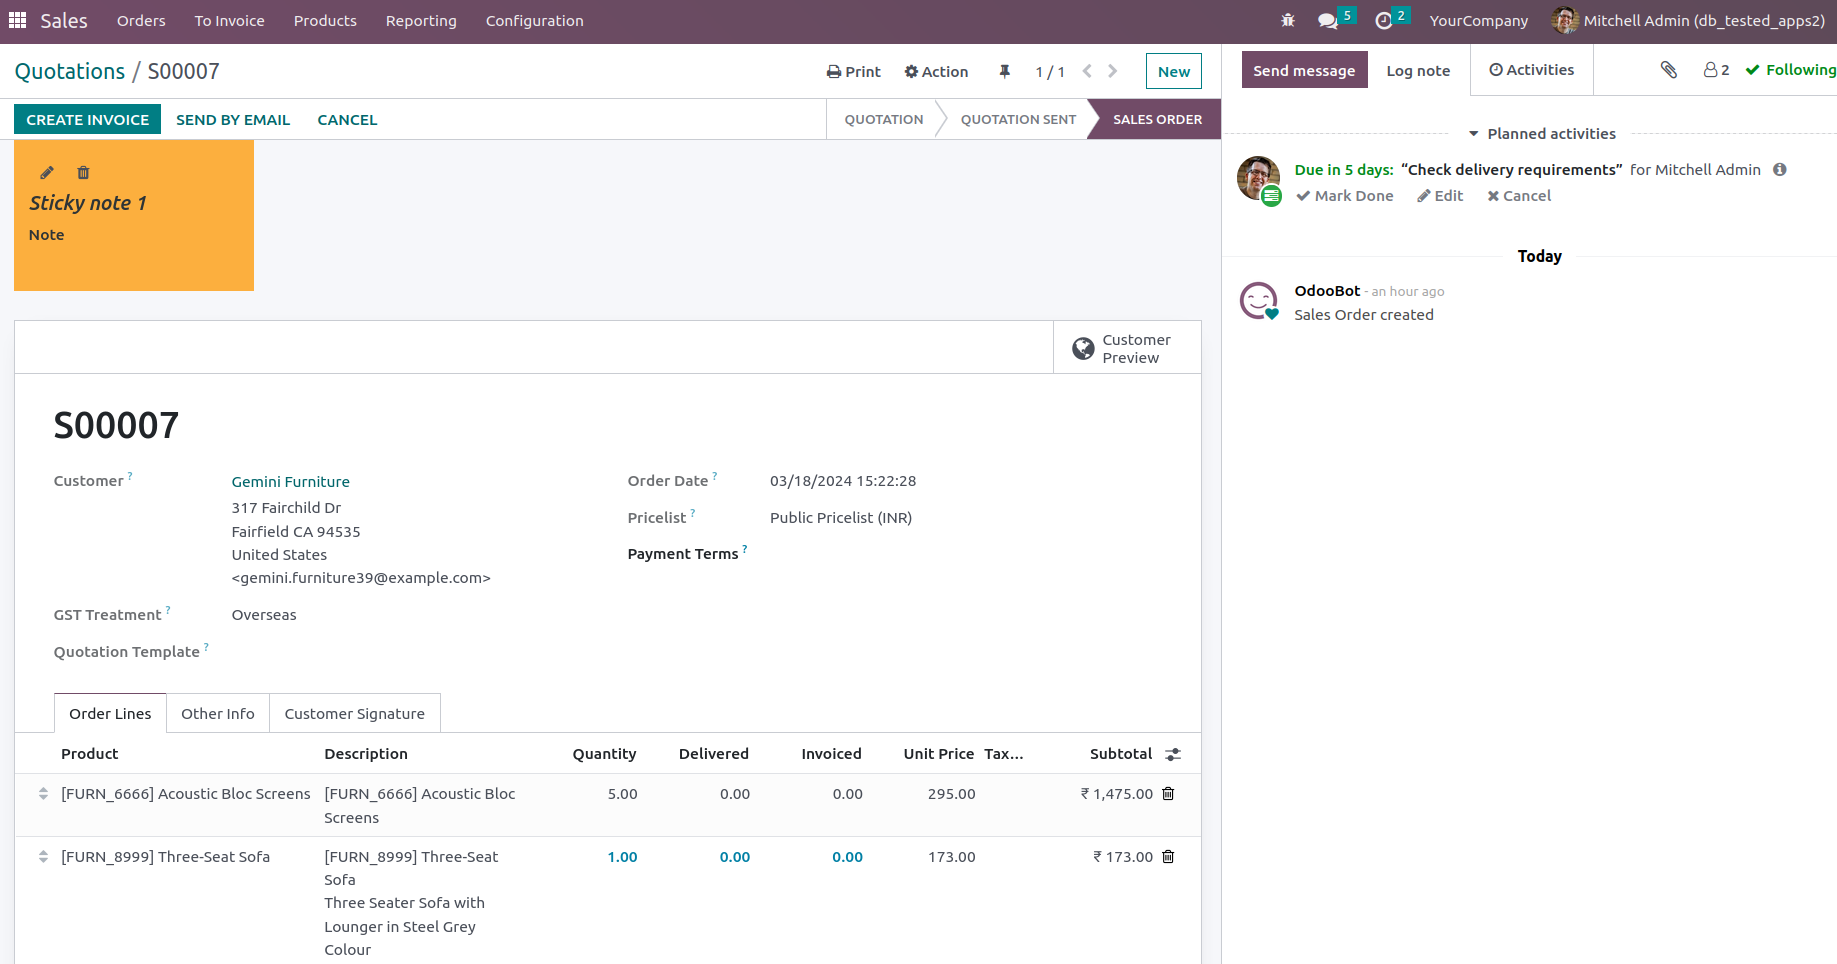 Sales Orders To Invoice Products Reporting Configuration 5 2 YourCompany Mitchell Admin (db_tested_apps2)
Quotations / S00007 Print Action 1 / 1 New
CREATE INVOICE SEND BY EMAIL CANCEL QUOTATION QUOTATION SENT SALES ORDER
Sticky note 1
Note
Customer
Preview
S00007
Customer ? Gemini Furniture
317 Fairchild Dr
Fairfield CA 94535
United States
<gemini.furniture39@example.com>
GST Treatment ? Overseas
Quotation Template ?
Order Date ? 03/18/2024 15:22:28
Pricelist ? Public Pricelist (INR)
Payment Terms ?
Order Lines Other Info Customer Signature
Product Description Quantity Delivered Invoiced Unit Price Tax... Subtotal
[FURN_6666] Acoustic Bloc Screens [FURN_6666] Acoustic Bloc 5.00 0.00 0.00 295.00 ₹ 1,475.00
Screens
[FURN_8999] Three-Seat Sofa [FURN_8999] Three-Seat 1.00 0.00 0.00 173.00 ₹ 173.00
Sofa
Three Seater Sofa with
Lounger in Steel Grey
Colour
Send message Log note Activities 2 Following
Planned activities
Due in 5 days: “Check delivery requirements” for Mitchell Admin
Mark Done Edit Cancel
Today
OdooBot - an hour ago
Sales Order created